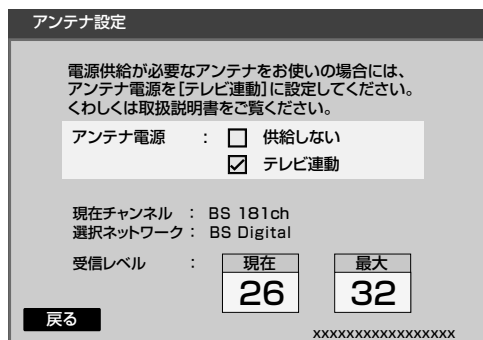 アンテナ設定
電源供給が必要なアンテナをお使いの場合には、
アンテナ電源を[テレビ連動]に設定してください。
くわしくは取扱説明書をご覧ください。
アンテナ電源 : 供給しない
テレビ連動
現在チャンネル : BS 181ch
選択ネットワーク : BS Digital
受信レベル : 現在 最大
26 32
戻る
xxxxxxxxxxxxxxxxx